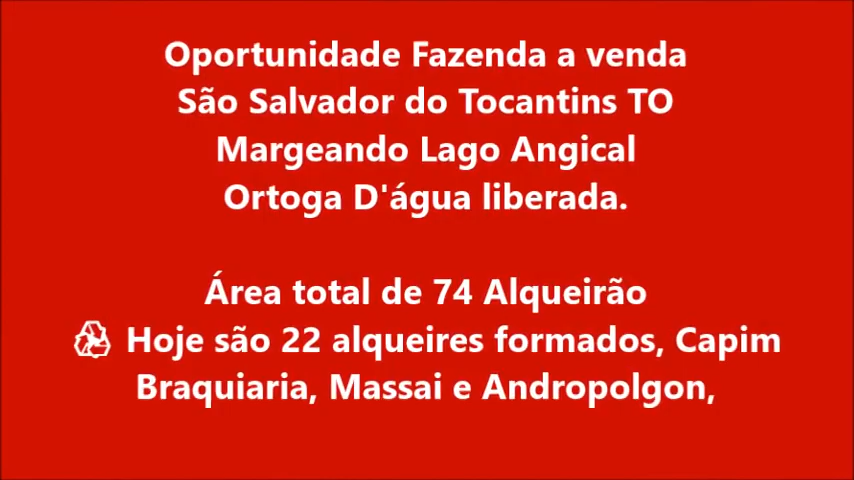 Oportunidade Fazenda a venda
São Salvador do Tocantins TO
Margeando Lago Angical
Ortoga D'água liberada.
Área total de 74 Alqueirão
Hoje são 22 alqueires formados, Capim
Braquiaria, Massai e Andropolgon,